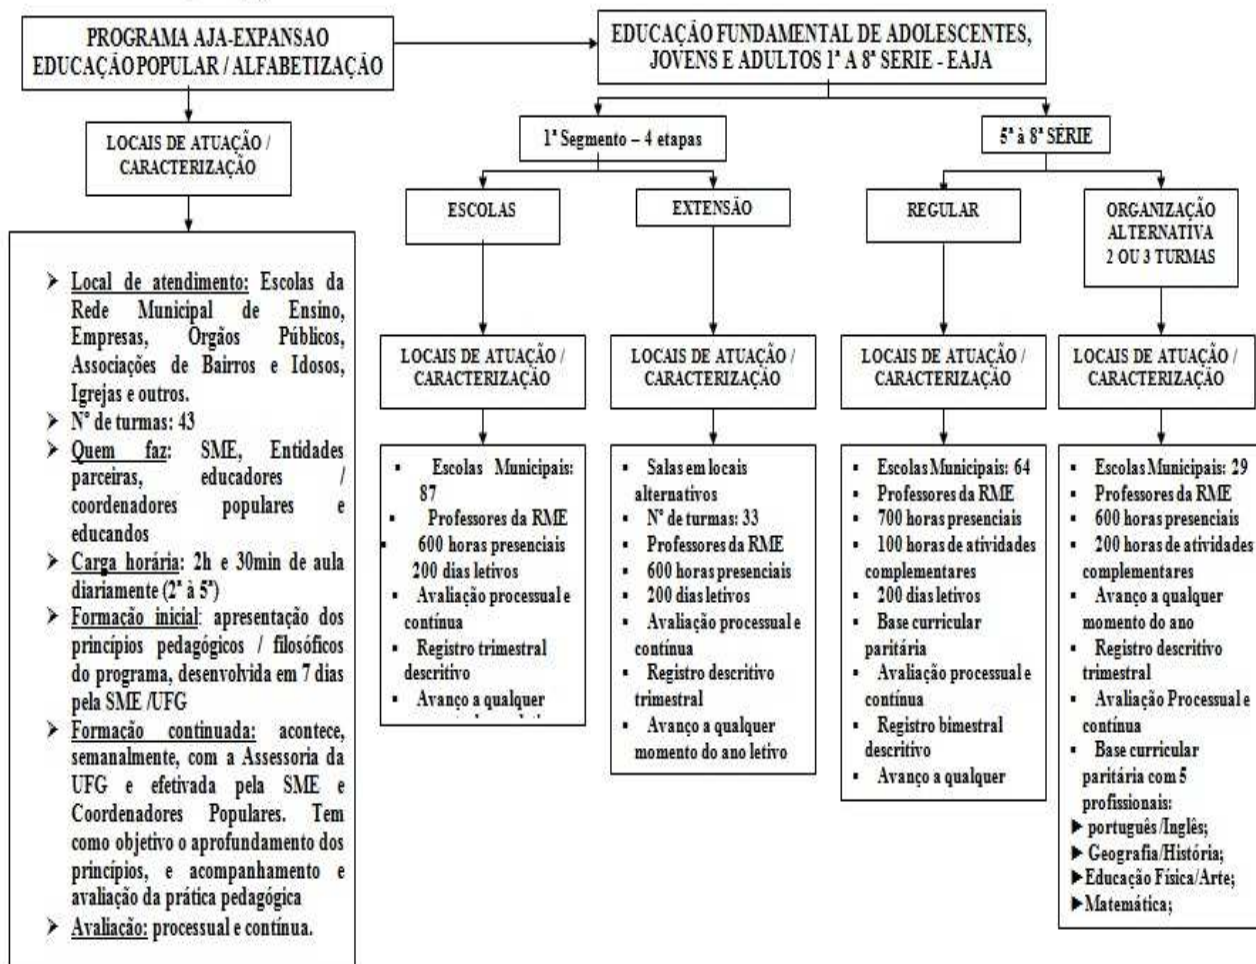 PROGRAMA AJA-EXPANSAO
EDUCAÇÃO POPULAR / ALFABETIZAÇÃO
EDUCAÇÃO FUNDAMENTAL DE ADOLESCENTES,
JOVENS E ADULTOS 1ª A 8ª SERIE - EAJA
LOCAIS DE ATUAÇÃO /
CARACTERIZAÇÃO
1ª Segmento – 4 etapas
5ª à 8ª SÉRIE
ESCOLAS
EXTENSÃO
REGULAR
ORGANIZAÇÃO
ALTERNATIVA
2 OU 3 TURMAS
➢ Local de atendimento: Escolas da
Rede Municipal de Ensino,
Empresas, Orgãos Públicos,
Associações de Bairros e Idosos,
Igrejas e outros.
➢ N° de turmas: 43
➢ Quem faz: SME, Entidades
parceiras, educadores /
coordenadores populares e
educandos
➢ Carga horária: 2h e 30min de aula
diariamente (2ª à 5ª)
➢ Formação inicial: apresentação dos
princípios pedagógicos / filosóficos
do programa, desenvolvida em 7 dias
pela SME /UFG
➢ Formação continuada: acontece,
semanalmente, com a Assessoria da
UFG e efetivada pela SME e
Coordenadores Populares. Tem
como objetivo o aprofundamento dos
princípios, e acompanhamento e
avaliação da prática pedagógica
➢ Avaliação: processual e contínua.
LOCAIS DE ATUAÇÃO /
CARACTERIZAÇÃO
▪ Escolas Municipais:
87
▪ Professores da RME
▪ 600 horas presenciais
200 dias letivos
▪ Avaliação processual e
contínua
▪ Registro trimestral
descritivo
▪ Avanço a qualquer
LOCAIS DE ATUAÇÃO /
CARACTERIZAÇÃO
▪ Salas em locais
alternativos
▪ N° de turmas: 33
▪ Professores da RME
▪ 600 horas presenciais
▪ 200 dias letivos
▪ Avaliação processual e
contínua
▪ Registro descritivo
trimestral
▪ Avanço a qualquer
momento do ano letivo
LOCAIS DE ATUAÇÃO /
CARACTERIZAÇÃO
▪ Escolas Municipais: 64
▪ Professores da RME
▪ 700 horas presenciais
▪ 100 horas de atividades
complementares
▪ 200 dias letivos
▪ Base curricular
paritária
▪ Avaliação processual e
contínua
▪ Registro bimestral
descritivo
▪ Avanço a qualquer
LOCAIS DE ATUAÇÃO /
CARACTERIZAÇÃO
▪ Escolas Municipais: 29
▪ Professores da RME
▪ 600 horas presenciais
▪ 200 horas de atividades
complementares
▪ Avanço a qualquer
momento do ano
▪ Registro descritivo
trimestral
▪ Avaliação Processual e
contínua
▪ Base curricular
paritária com 5
profissionais:
▶ português/Inglês;
▶ Geografia/História;
▶Educação Física/Arte;
▶Matemática;